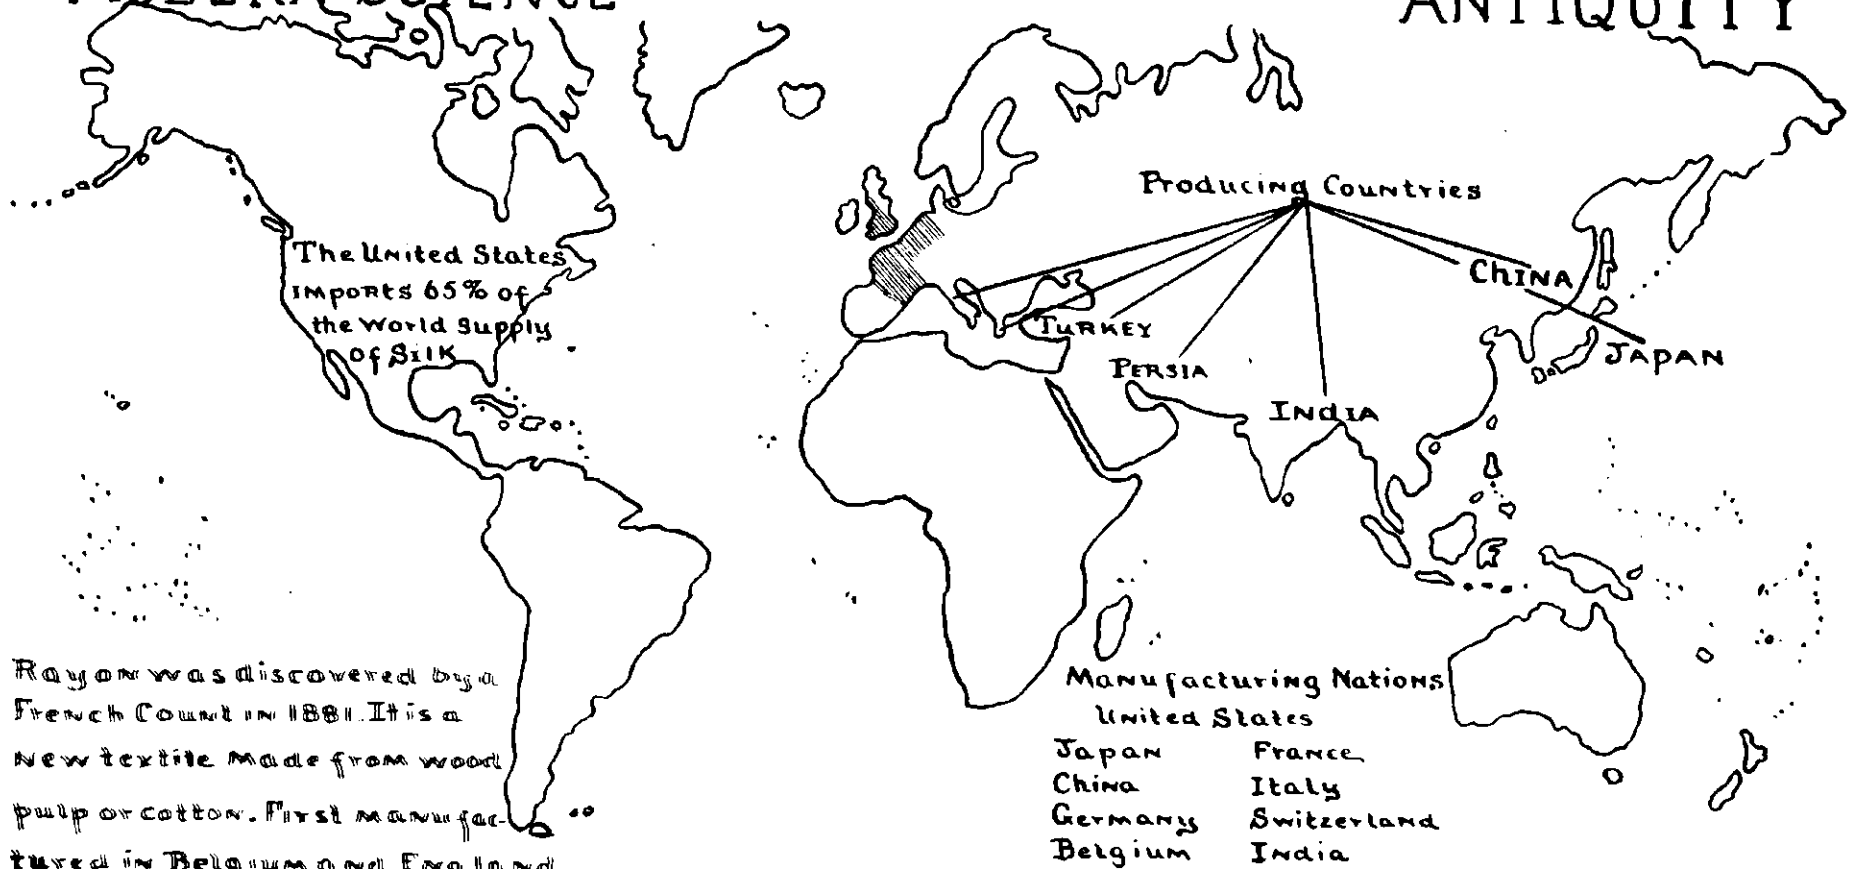 MODERN SCIENCE
ANTIQUITY
Producing Countries
The United States
imports 65% of
the World Supply
of Silk
CHINA
TURKEY
JAPAN
PERSIA
INDIA
Rayon was discovered by a
French Count in 1881. It is a
new textile made from wood
pulp or cotton. First manufac-
tured in Belgium and England
Manufacturing Nations
United States
Japan France
China Italy
Germany Switzerland
Belgium India